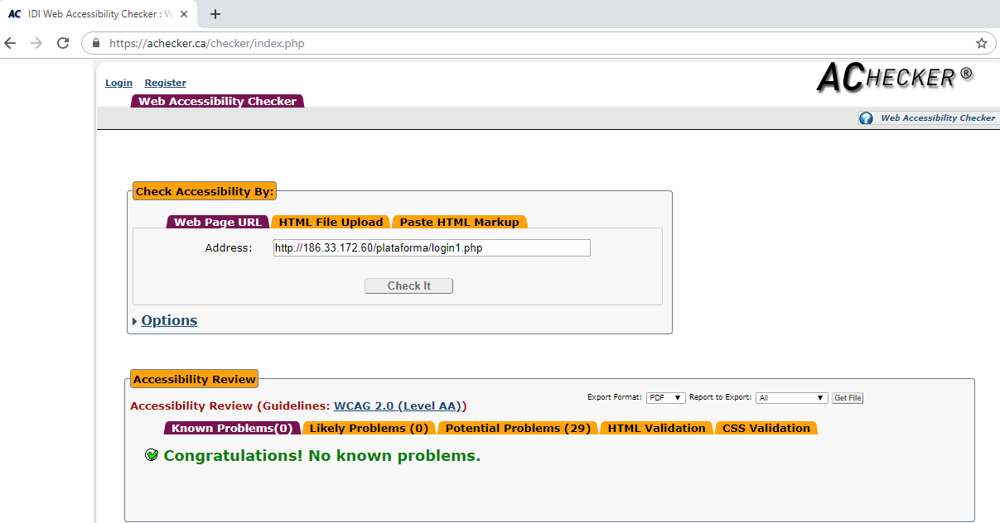 AC IDI Web Accessibility Checker : W
https://achecker.ca/checker/index.php
Login Register
ACHECKER ®
Web Accessibility Checker
Web Accessibility Checker
Check Accessibility By:
Web Page URL HTML File Upload Paste HTML Markup
Address: http://186.33.172.60/plataforma/login1.php
Check It
Options
Accessibility Review
Export Format: PDF Report to Export: All Get File
Accessibility Review (Guidelines: WCAG 2.0 (Level AA))
Known Problems(0) Likely Problems (0) Potential Problems (29) HTML Validation CSS Validation
Congratulations! No known problems.